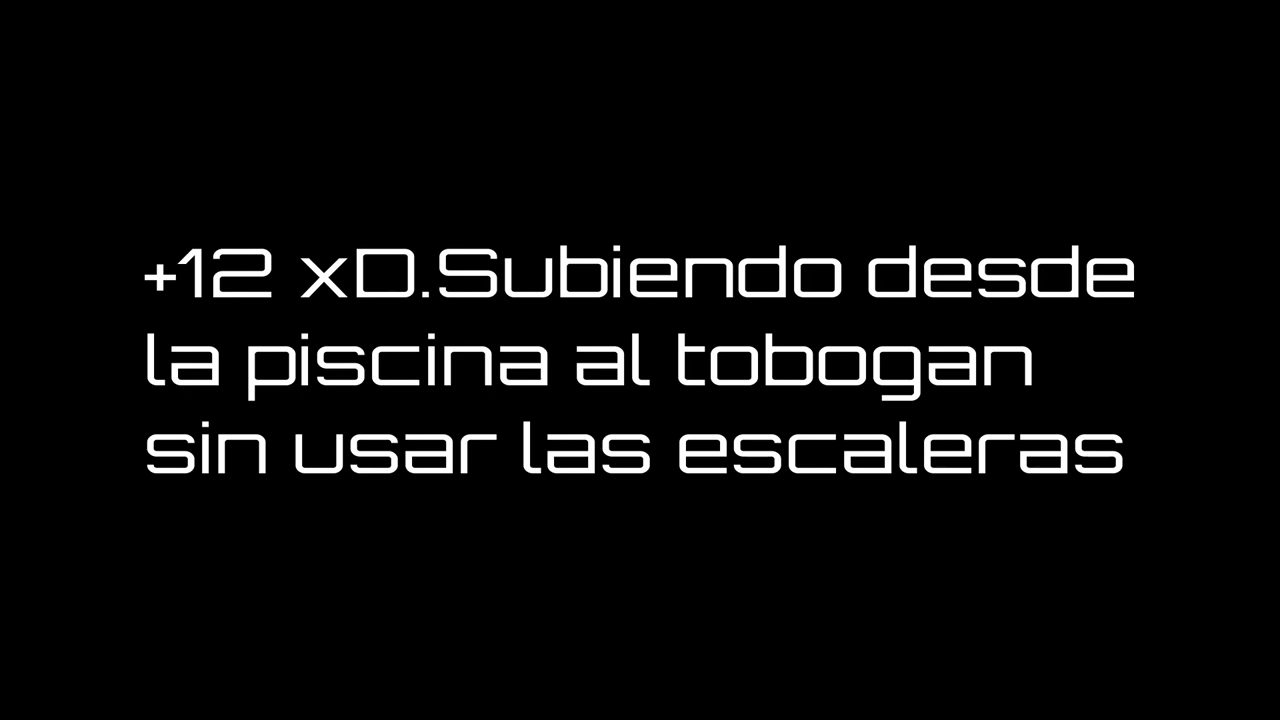 +12 xD.Subiendo desde
la piscina al tobogan
sin usar las escaleras